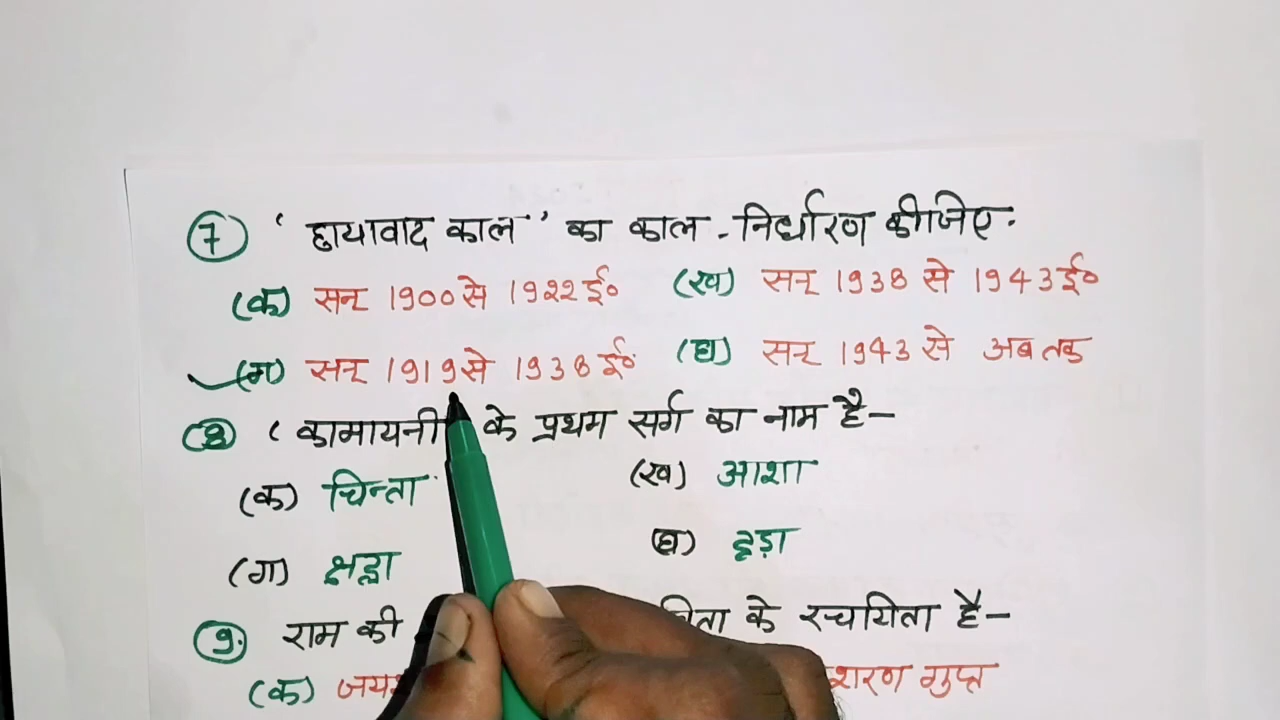 7 ' छायावाद काल ' का काल - निर्धारण कीजिए.
(क) सन् 1900 से 1922 ई० (ख) सन् 1938 से 1943 ई०
(ग) सन् 1919 से 1938 ई० (घ) सन् 1943 से अब तक
8 ' कामायनी के प्रथम सर्ग का नाम है-
(क) चिन्ता (ख) आशा
(ग) श्रद्धा (घ) इड़ा
9. राम की के रचयिता है-
(क) शरण गुप्त